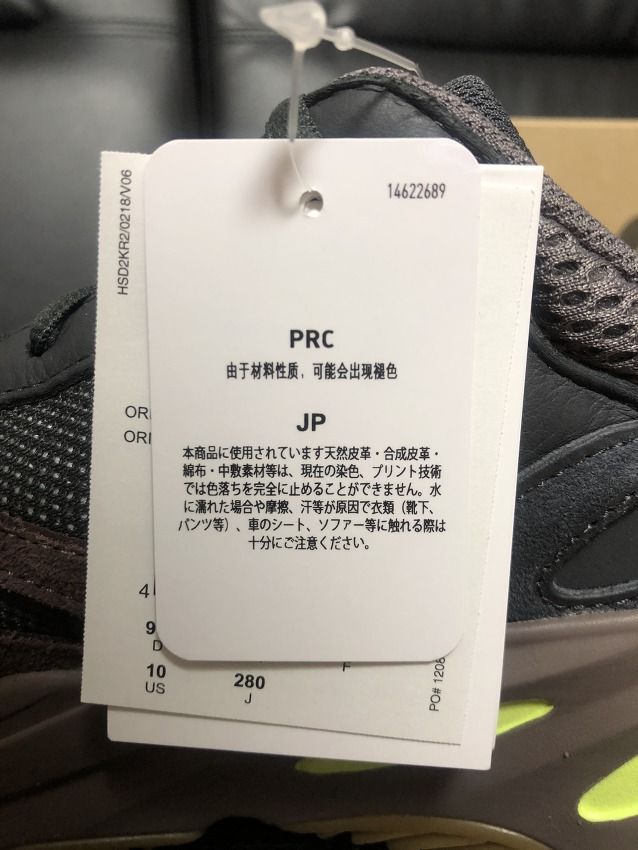 14622689
HSD2KR2/0218/V06
PRC
由于材料性质，可能会出现褪色
JP
本商品に使用されています天然皮革・合成皮革・
綿布・中敷素材等は、現在の染色、プリント技術
では色落ちを完全に止めることができません。水
に濡れた場合や摩擦、汗等が原因で衣類（靴下、
パンツ等）、車のシート、ソファー等に触れる際は
十分にご注意ください。
9
D
F
10
US
280
J
PO#